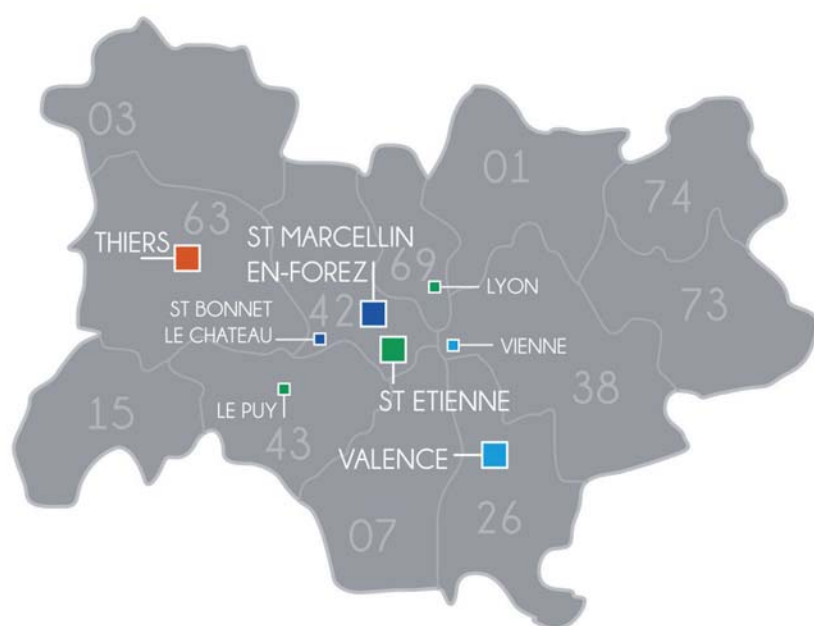 03
01
74
63
THIERS
ST MARCELLIN
EN-FOREZ
69
LYON
73
ST BONNET
LE CHATEAU
42
VIENNE
38
ST ETIENNE
15
LE PUY
43
VALENCE
07
26